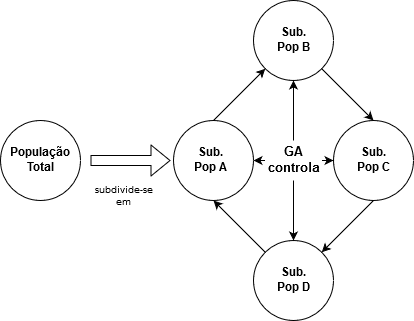 População
Total
subdivide-se
em
Sub.
Pop A
Sub.
Pop B
GA
controla
Sub.
Pop C
Sub.
Pop D